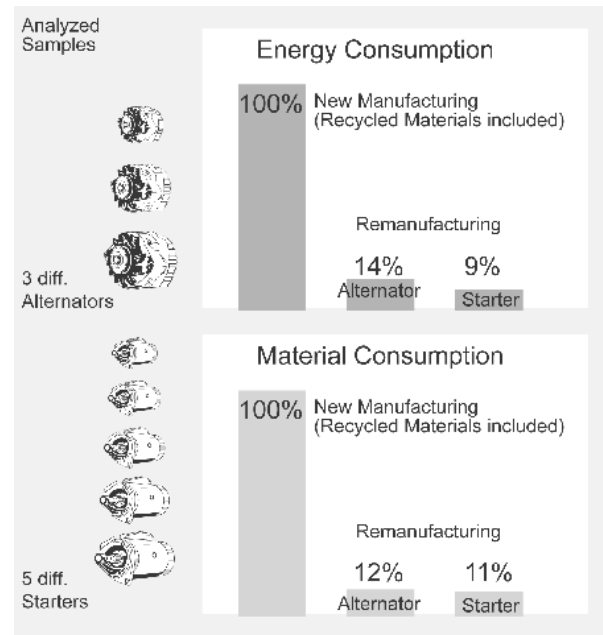 Analyzed
Samples
3 diff.
Alternators
5 diff.
Starters
Energy Consumption
100%
New Manufacturing
(Recycled Materials included)
Remanufacturing
14%
9%
Alternator
Starter
Material Consumption
100%
New Manufacturing
(Recycled Materials included)
Remanufacturing
12%
11%
Alternator
Starter